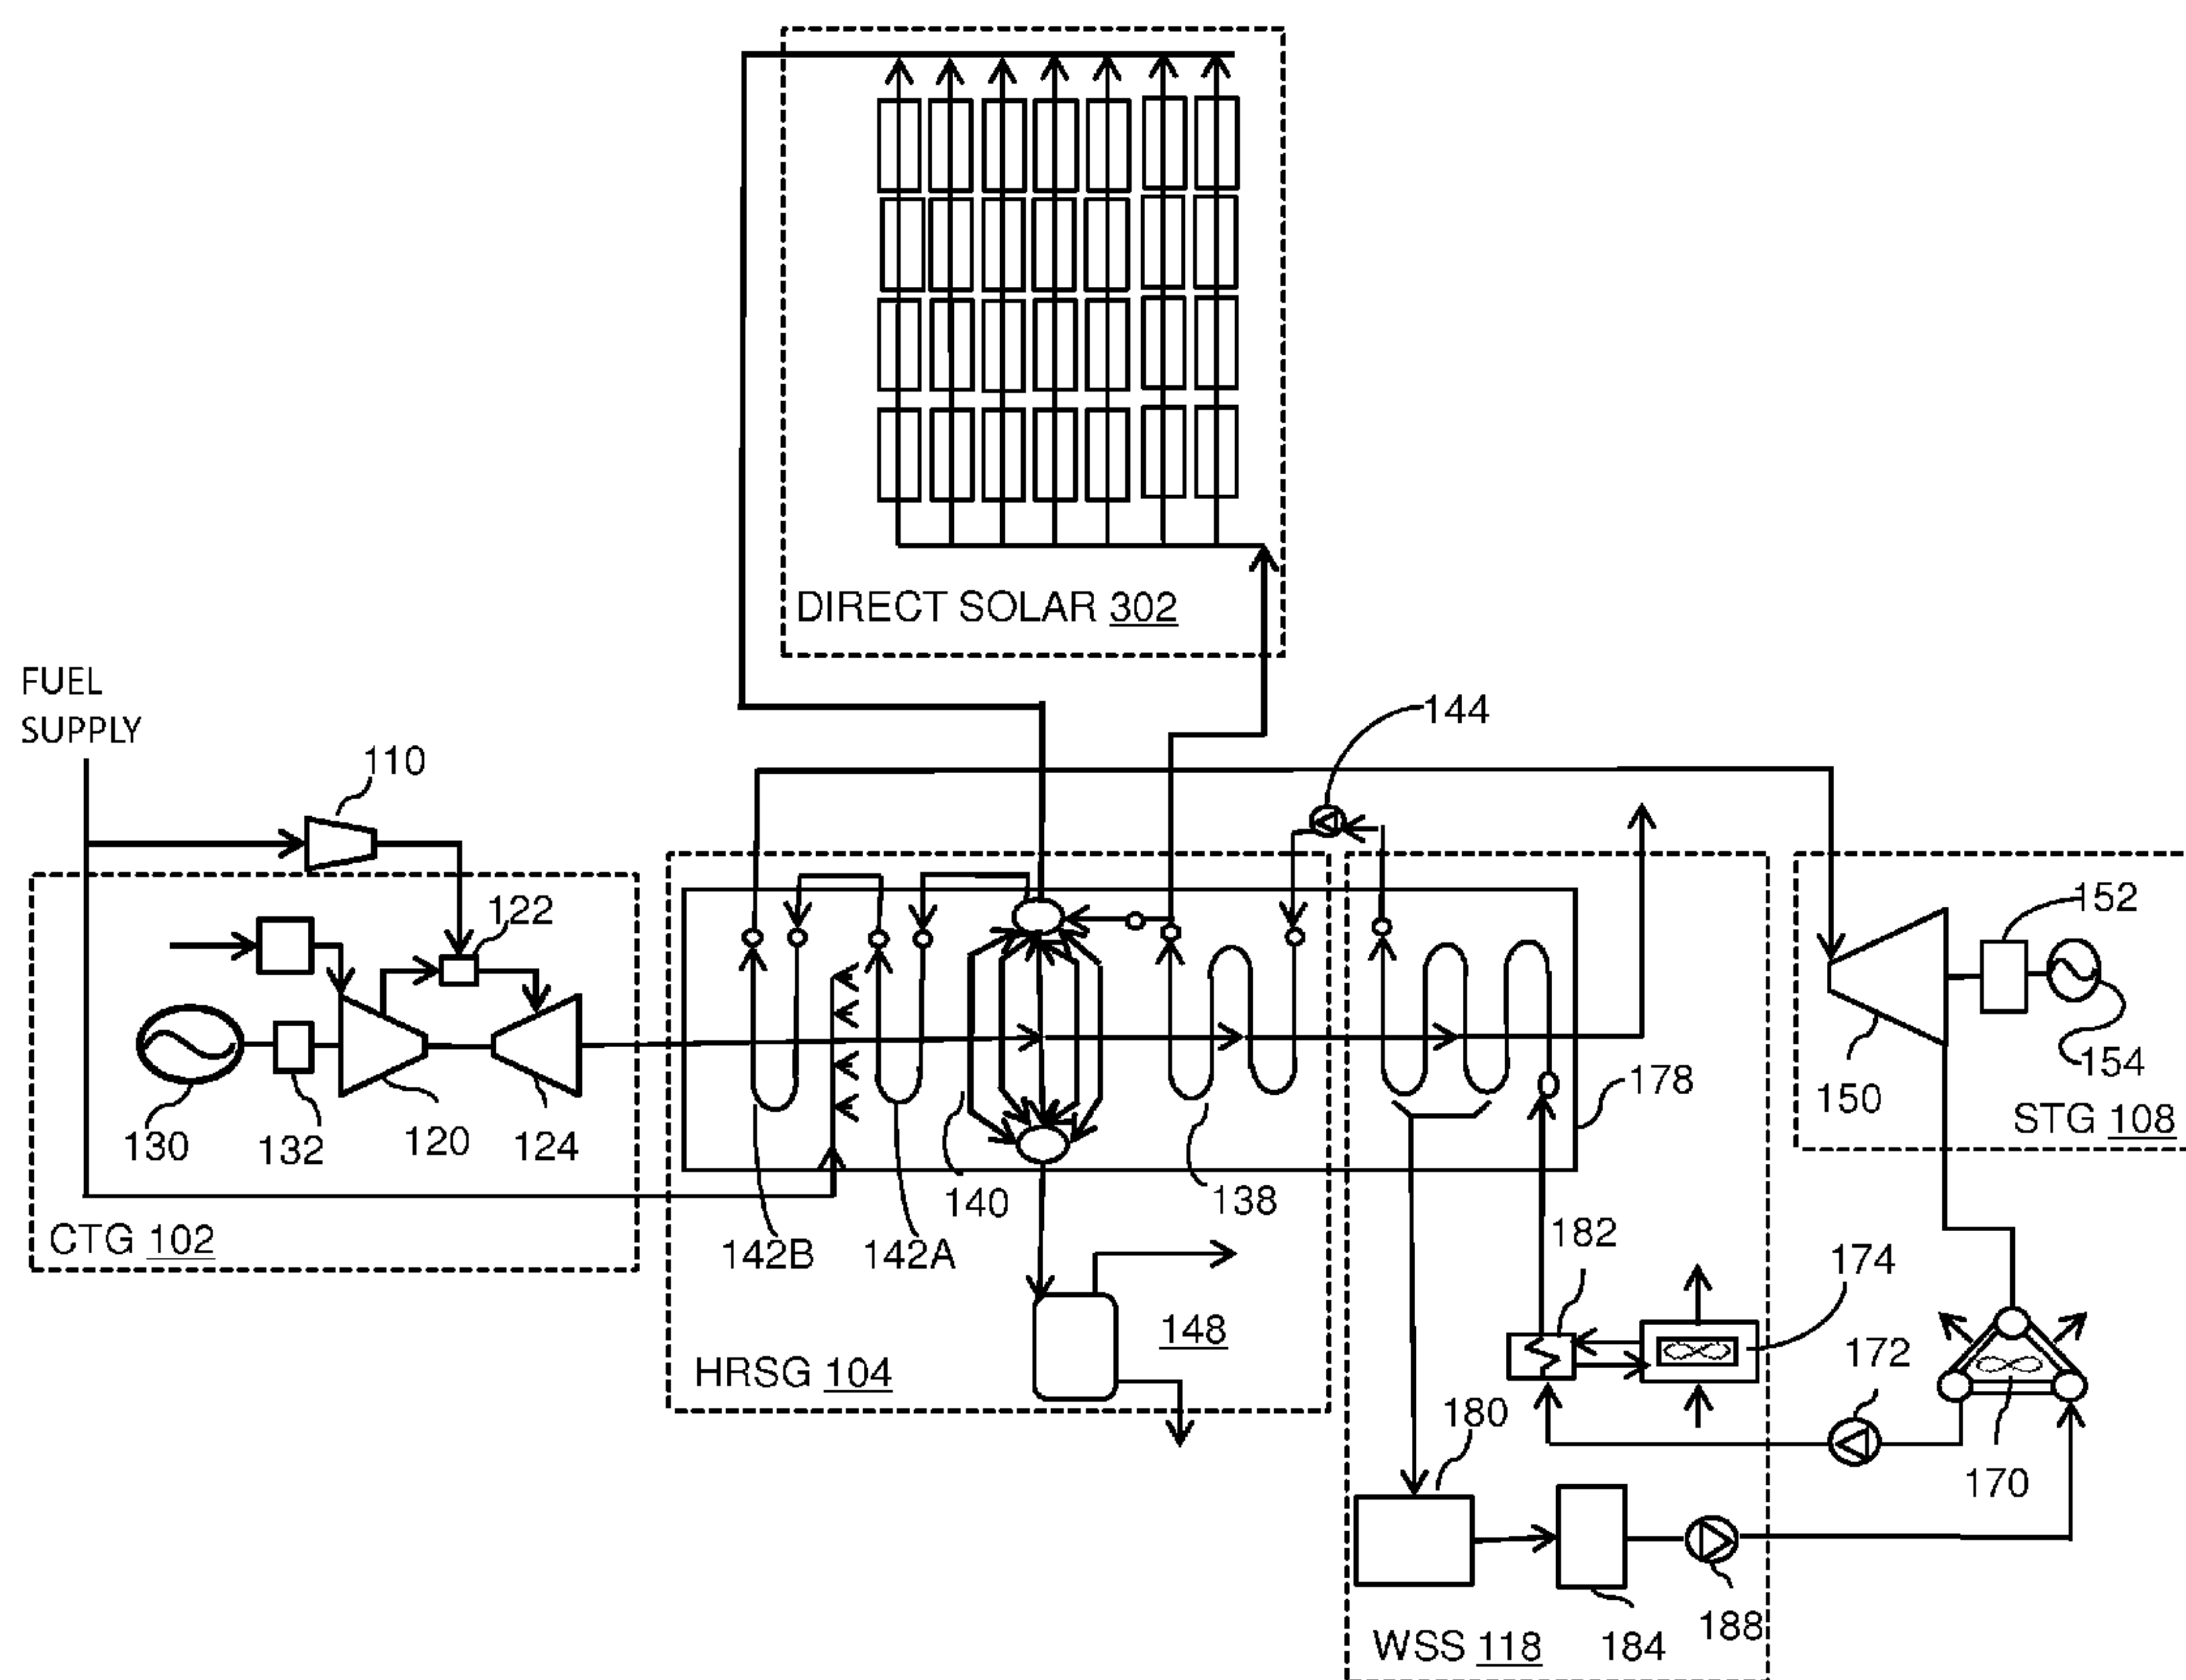 DIRECT SOLAR 302
FUEL
SUPPLY
144
110
122
152
154
178
150
STG 108
130
132
120
124
140
138
CTG 102
142B
142A
182
174
148
172
HRSG 104
180
170
188
WSS 118
184